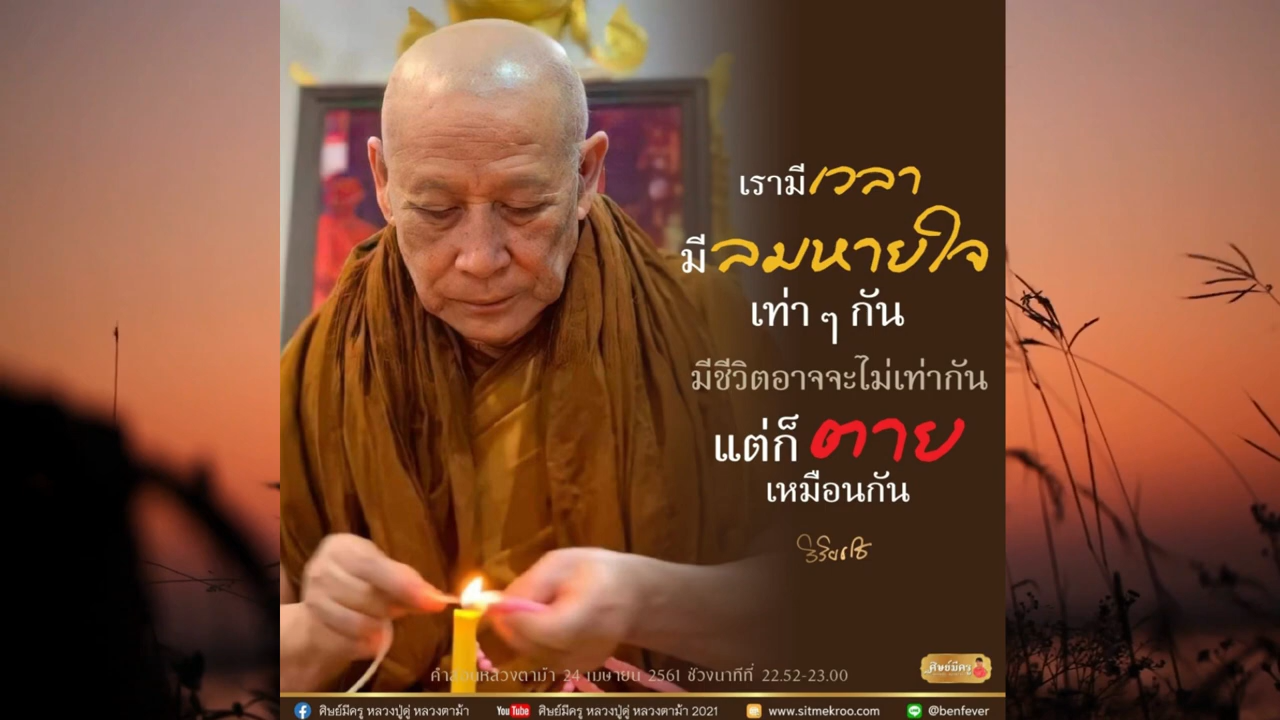 เรามีเวลา
มีลมหายใจ
เท่า ๆ กัน
มีชีวิตอาจจะไม่เท่ากัน
แต่ก็ตาย
เหมือนกัน
วิริยะธโร
ศิษย์มีครู
คำสอนหลวงตาม้า 24 เมษายน 2561 ช่วงนาทีที่ 22.52-23.00
ศิษย์มีครู หลวงปู่ดู่ หลวงตาม้า YouTube ศิษย์มีครู หลวงปู่ดู่ หลวงตาม้า 2021 www.sitmekroo.com @benfever